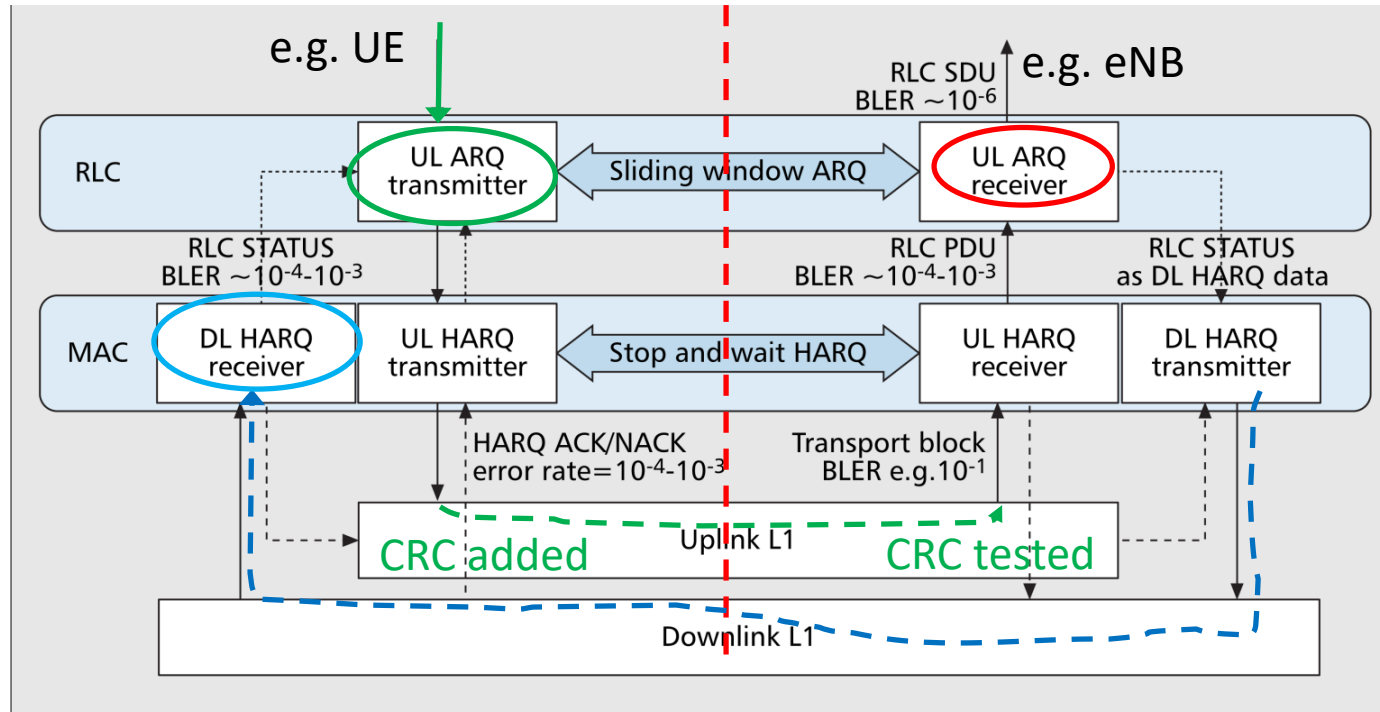 e.g. UE
e.g. eNB
RLC SDU
BLER ~10-6
RLC
UL ARQ
transmitter
Sliding window ARQ
UL ARQ
receiver
RLC STATUS
BLER ~10-4-10-3
RLC PDU
BLER ~10-4-10-3
RLC STATUS
as DL HARQ data
MAC
DL HARQ
receiver
UL HARQ
transmitter
Stop and wait HARQ
UL HARQ
receiver
DL HARQ
transmitter
HARQ ACK/NACK
error rate=10-4-10-3
Transport block
BLER e.g.10-1
Uplink L1
CRC added
CRC tested
Downlink L1